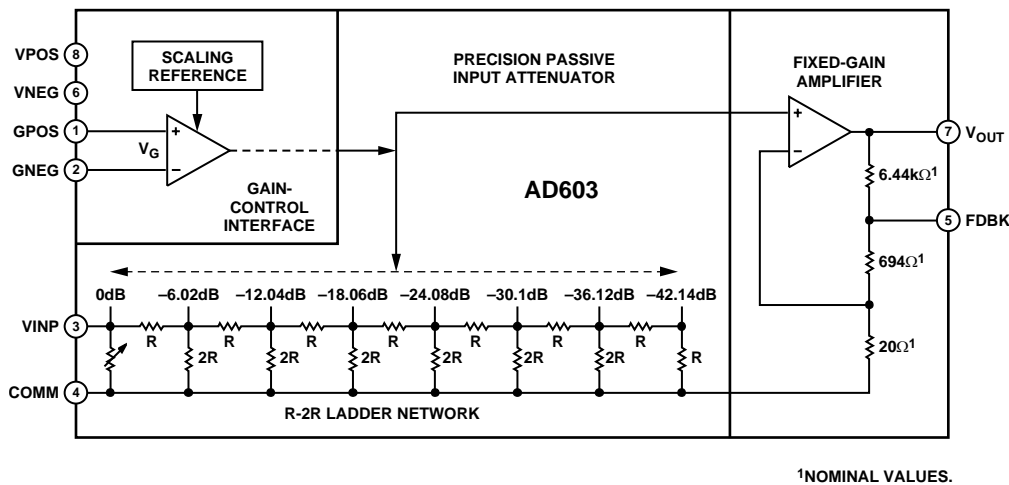 VPOS 8
VNEG 6
GPOS 1
GNEG 2
SCALING
REFERENCE
+
VG
–
GAIN-
CONTROL
INTERFACE
PRECISION PASSIVE
INPUT ATTENUATOR
AD603
FIXED-GAIN
AMPLIFIER
+
–
7 VOUT
6.44kΩ1
5 FDBK
694Ω1
20Ω1
0dB –6.02dB –12.04dB –18.06dB –24.08dB –30.1dB –36.12dB –42.14dB
VINP 3
R R R R R R R
2R 2R 2R 2R 2R 2R R
COMM 4
R-2R LADDER NETWORK
1NOMINAL VALUES.